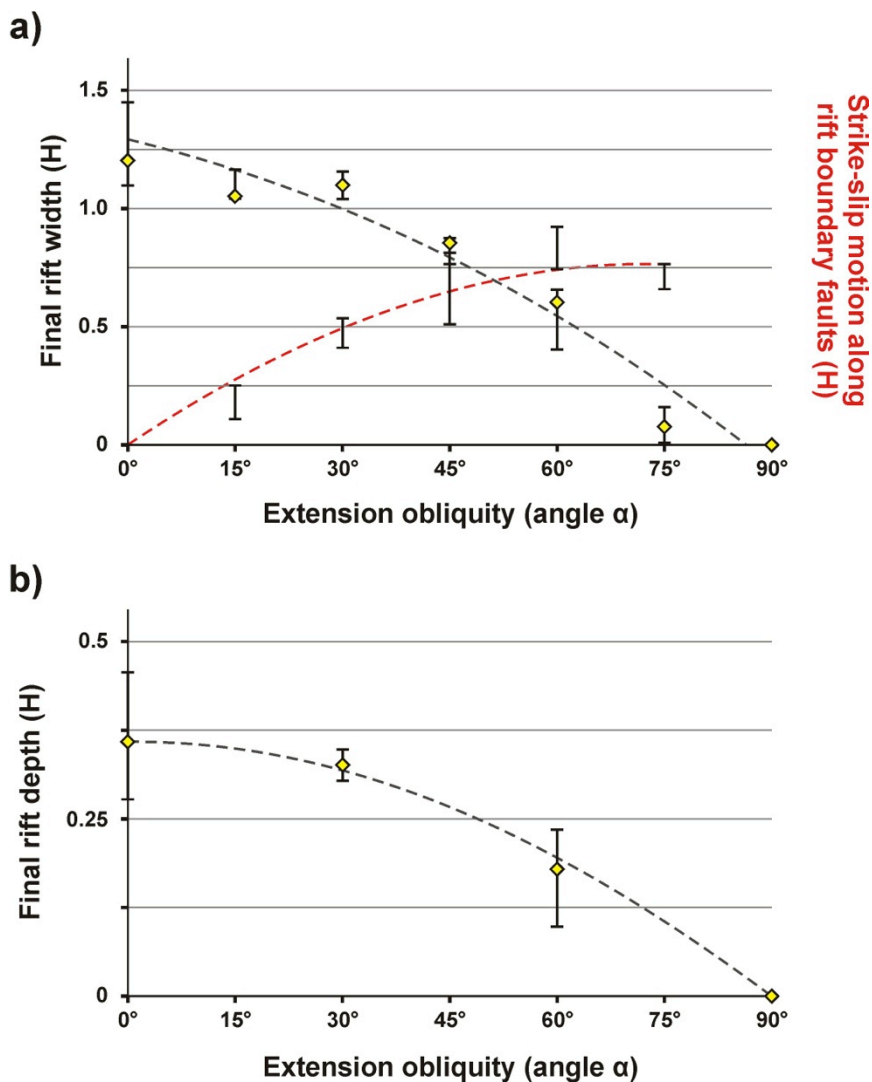 a)
1.5
1.0
0.5
0
Final rift width (H)
Strike-slip motion along
rift boundary faults (H)
0° 15° 30° 45° 60° 75° 90°
Extension obliquity (angle α)
b)
0.5
0.25
0
Final rift depth (H)
0° 15° 30° 45° 60° 75° 90°
Extension obliquity (angle α)